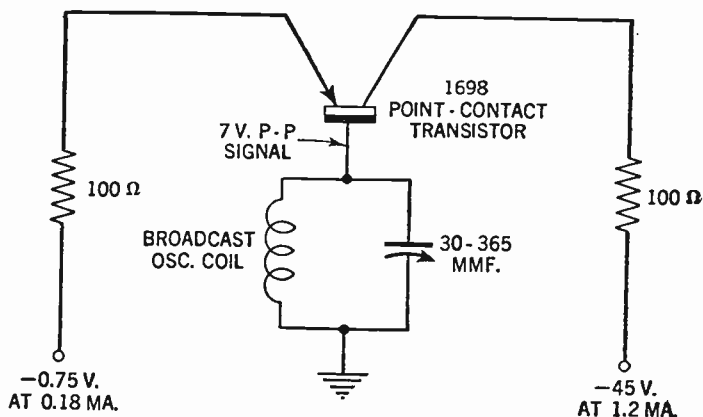 1698
POINT-CONTACT
TRANSISTOR
7 V. P-P
SIGNAL
100 Ω
100 Ω
BROADCAST
OSC. COIL
30-365
MMF.
−0.75 V.
AT 0.18 MA.
−45 V.
AT 1.2 MA.